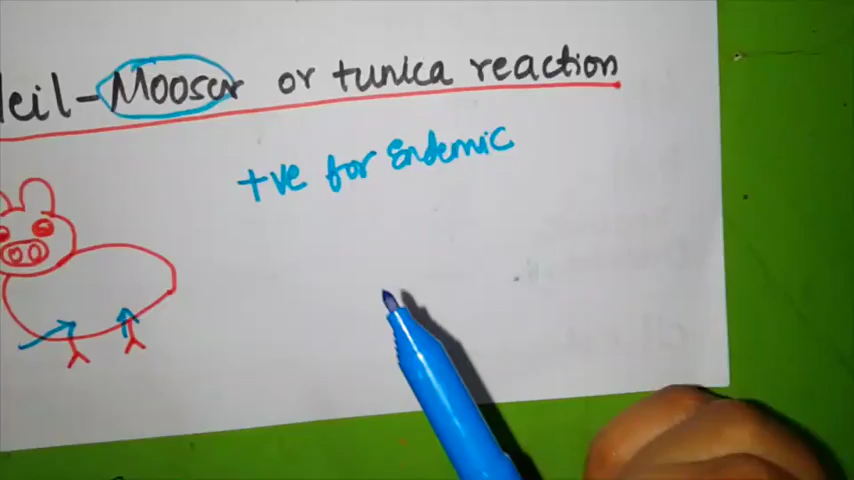 eil-Mooser or tunica reaction
+ve for Endemic